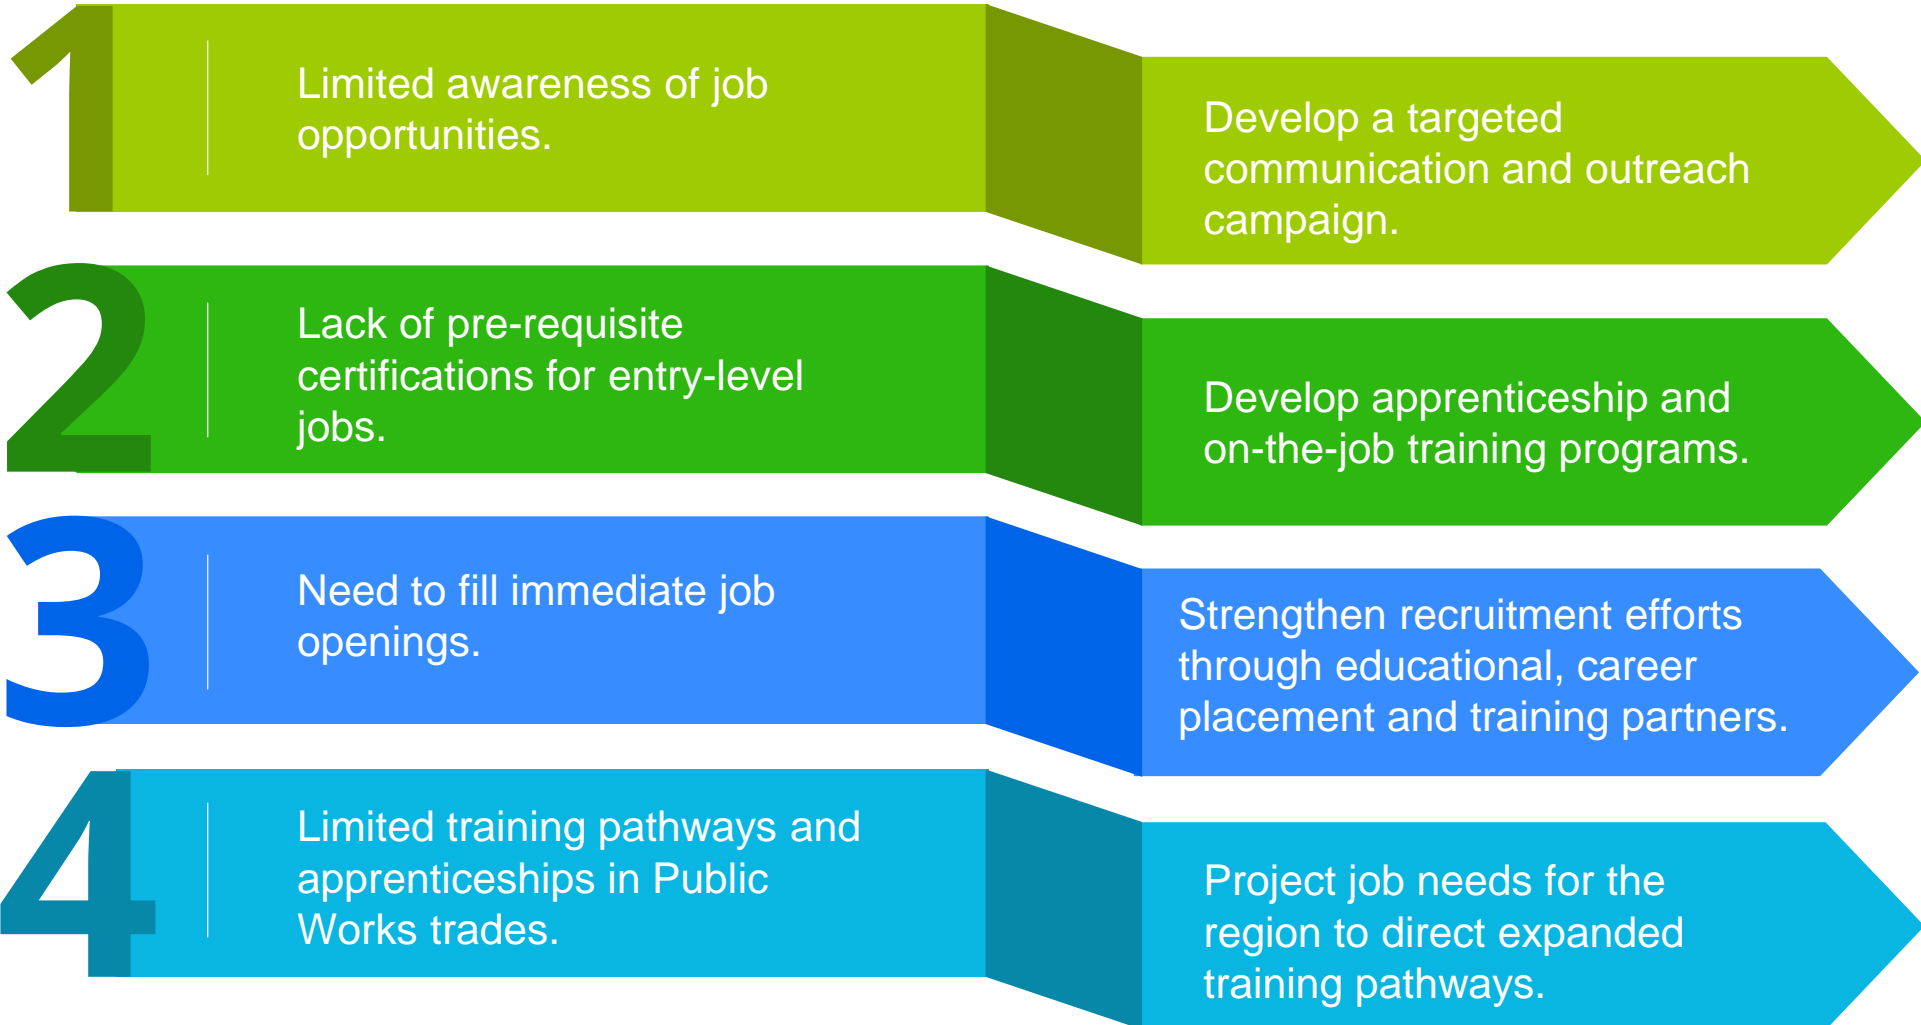 1
Limited awareness of job
opportunities.
Develop a targeted
communication and outreach
campaign.
2
Lack of pre-requisite
certifications for entry-level
jobs.
Develop apprenticeship and
on-the-job training programs.
3
Need to fill immediate job
openings.
Strengthen recruitment efforts
through educational, career
placement and training partners.
4
Limited training pathways and
apprenticeships in Public
Works trades.
Project job needs for the
region to direct expanded
training pathways.